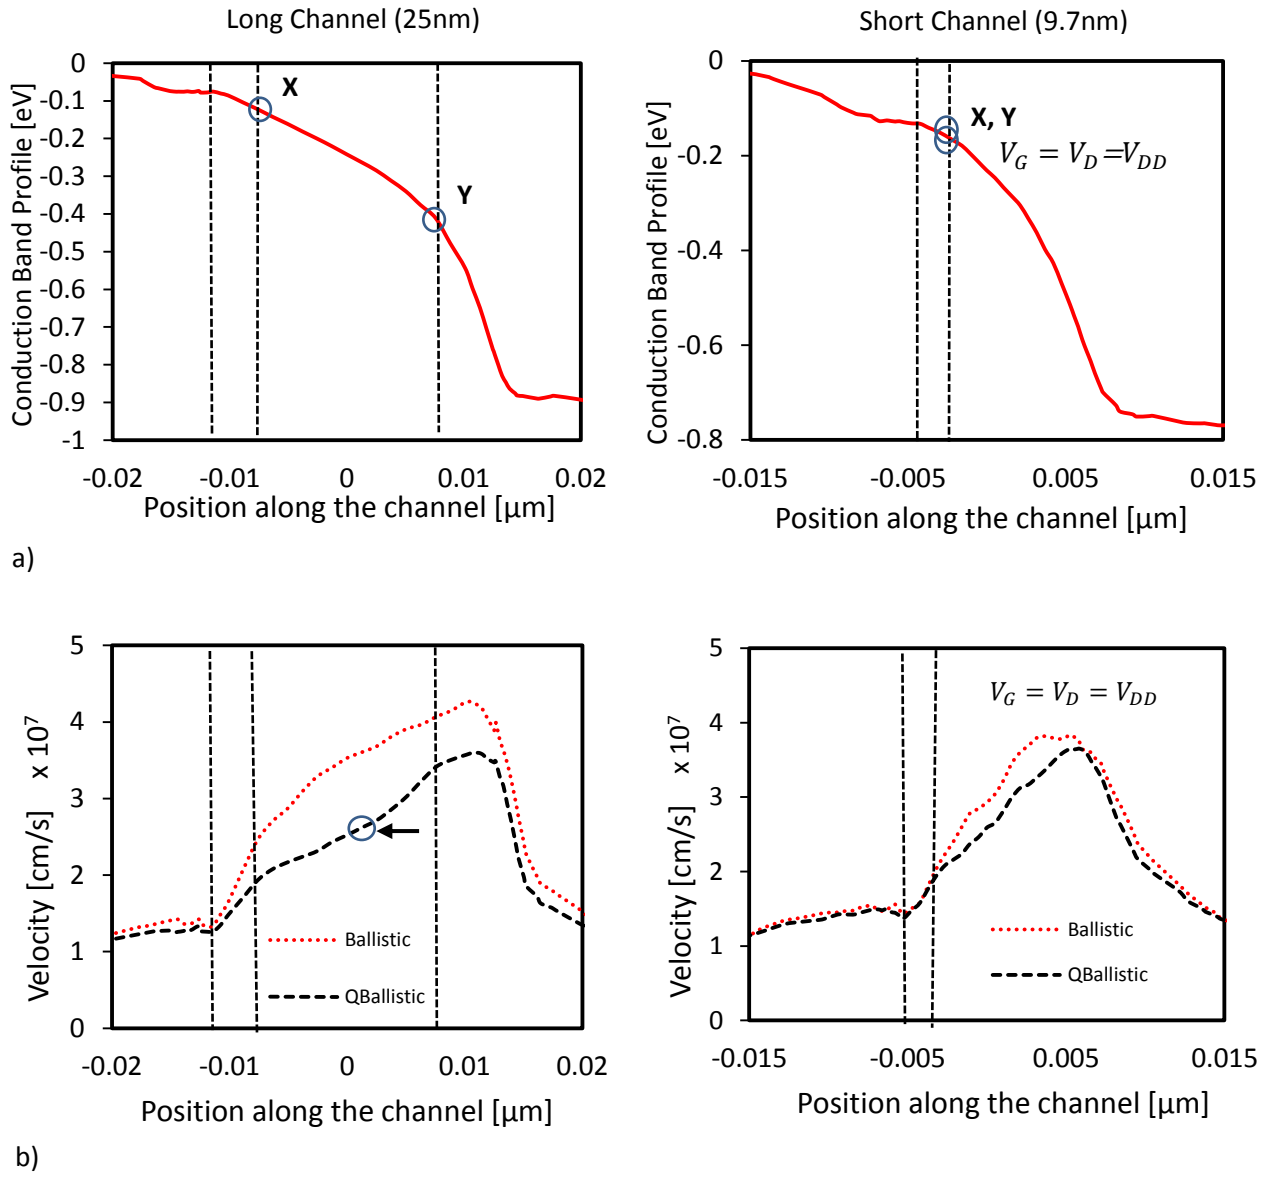 Long Channel (25nm)
Short Channel (9.7nm)
Conduction Band Profile [eV]
0
-0.1
-0.2
-0.3
-0.4
-0.5
-0.6
-0.7
-0.8
-0.9
-1
X
Y
-0.02
-0.01
0
0.01
0.02
Position along the channel [μm]
Conduction Band Profile [eV]
0
-0.2
-0.4
-0.6
-0.8
X, Y
V_G = V_D =V_DD
-0.015
-0.005
0.005
0.015
Position along the channel [μm]
a)
Velocity [cm/s] x 10^7
5
4
3
2
1
0
Ballistic
QBallistic
-0.02
-0.01
0
0.01
0.02
Position along the channel [μm]
Velocity [cm/s] x 10^7
5
4
3
2
1
0
V_G = V_D = V_DD
Ballistic
QBallistic
-0.015
-0.005
0.005
0.015
Position along the channel [μm]
b)